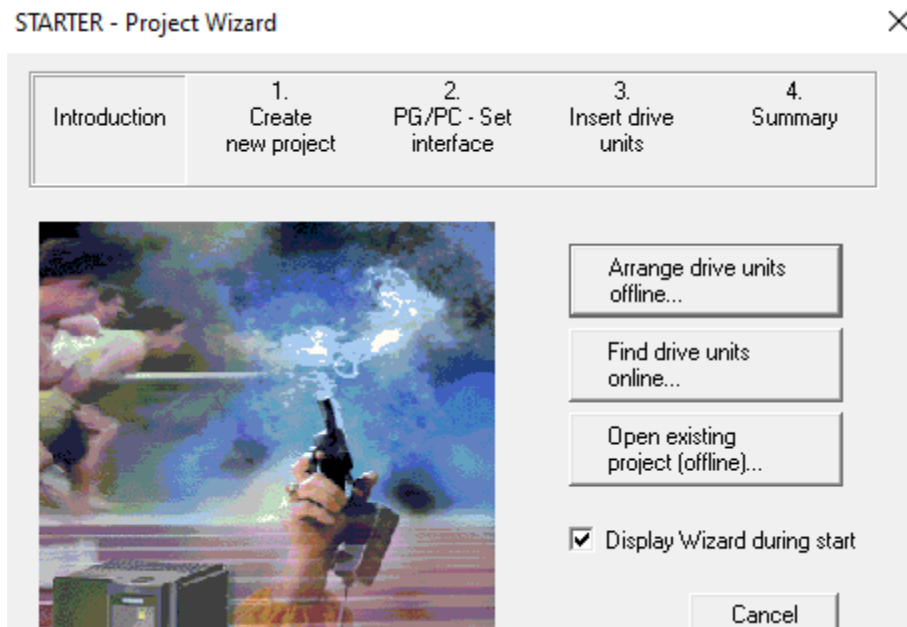 STARTER - Project Wizard
Introduction
1.
Create
new project
2.
PG/PC - Set
interface
3.
Insert drive
units
4.
Summary
Arrange drive units
offline...
Find drive units
online...
Open existing
project (offline)...
Display Wizard during start
Cancel